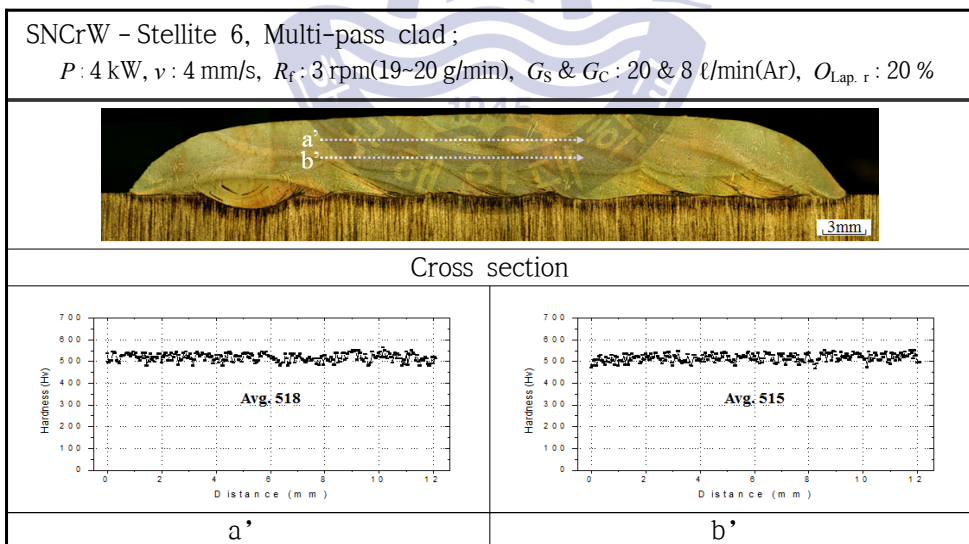 SNCrW - Stellite 6, Multi-pass clad;
P : 4 kW, v : 4 mm/s, Rf : 3 rpm(19~20 g/min), GS & GC : 20 & 8 ℓ/min(Ar), OLap. r : 20 %
1945
a’
b’
3mm
Cross section
700
600
500
400
300
200
100
0
Hardness (Hv)
Avg. 518
0 2 4 6 8 10 12
Distance (mm)
700
600
500
400
300
200
100
0
Hardness (Hv)
Avg. 515
0 2 4 6 8 10 12
Distance (mm)
a’
b’